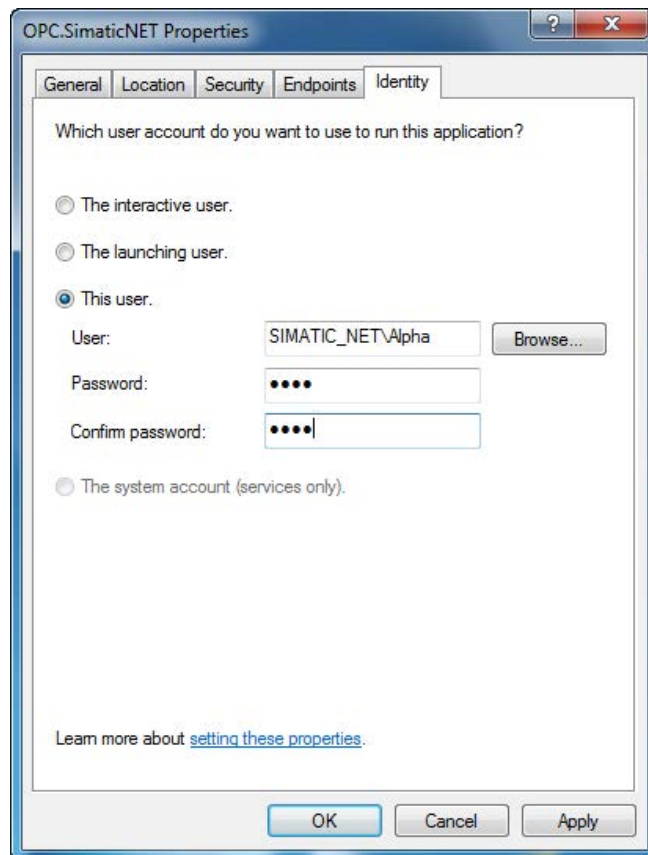 OPC.SimaticNET Properties
General Location Security Endpoints Identity
Which user account do you want to use to run this application?
The interactive user.
The launching user.
This user.
User: SIMATIC_NET\Alpha Browse...
Password: ●●●●
Confirm password: ●●●●
The system account (services only).
Learn more about setting these properties.
OK Cancel Apply